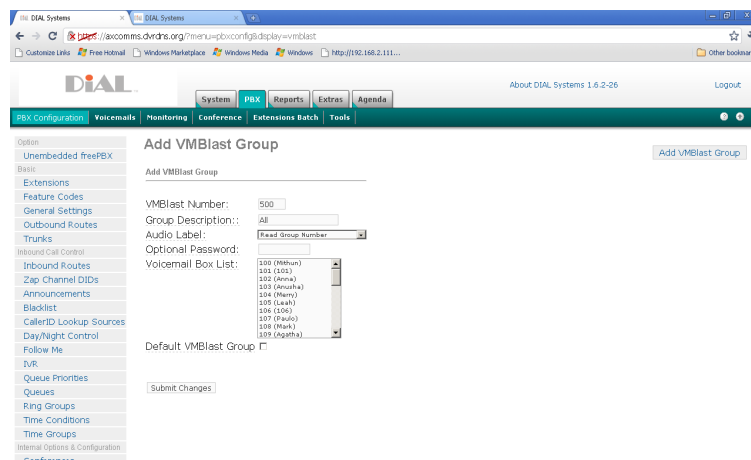 DIAL Systems
DIAL Systems
https://axcomms.dvrdns.org/?menu=pbxconfig&display=vmblast
Customize Links Free Hotmail Windows Marketplace Windows Media Windows http://192.168.2.111... Other bookmar
DiAL
About DIAL Systems 1.6.2-26 Logout
System PBX Reports Extras Agenda
PBX Configuration Voicemails Monitoring Conference Extensions Batch Tools
Option
Unembedded freePBX
Basic
Extensions
Feature Codes
General Settings
Outbound Routes
Trunks
Inbound Call Control
Inbound Routes
Zap Channel DIDs
Announcements
Blacklist
CallerID Lookup Sources
Day/Night Control
Follow Me
IVR
Queue Priorities
Queues
Ring Groups
Time Conditions
Time Groups
Internal Options & Configuration
Conferences
Add VMBlast Group
Add VMBlast Group
Add VMBlast Group
VMBlast Number: 500
Group Description:: All
Audio Label: Read Group Number
Optional Password:
Voicemail Box List:
100 (Mithun)
101 (101)
102 (Anna)
103 (Anusha)
104 (Merry)
105 (Leah)
106 (106)
107 (Paulo)
108 (Mark)
109 (Agatha)
Default VMBlast Group
Submit Changes